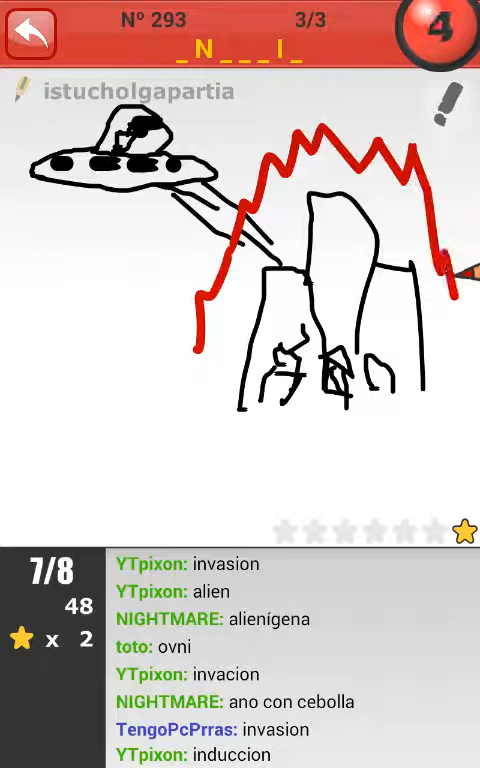 Nº 293
3/3
4
_ N _ _ _ I _
istucholgapartia
7/8
48
x 2
YTpixon: invasion
YTpixon: alien
NIGHTMARE: alienígena
toto: ovni
YTpixon: invacion
NIGHTMARE: ano con cebolla
TengoPcPrras: invasion
YTpixon: induccion